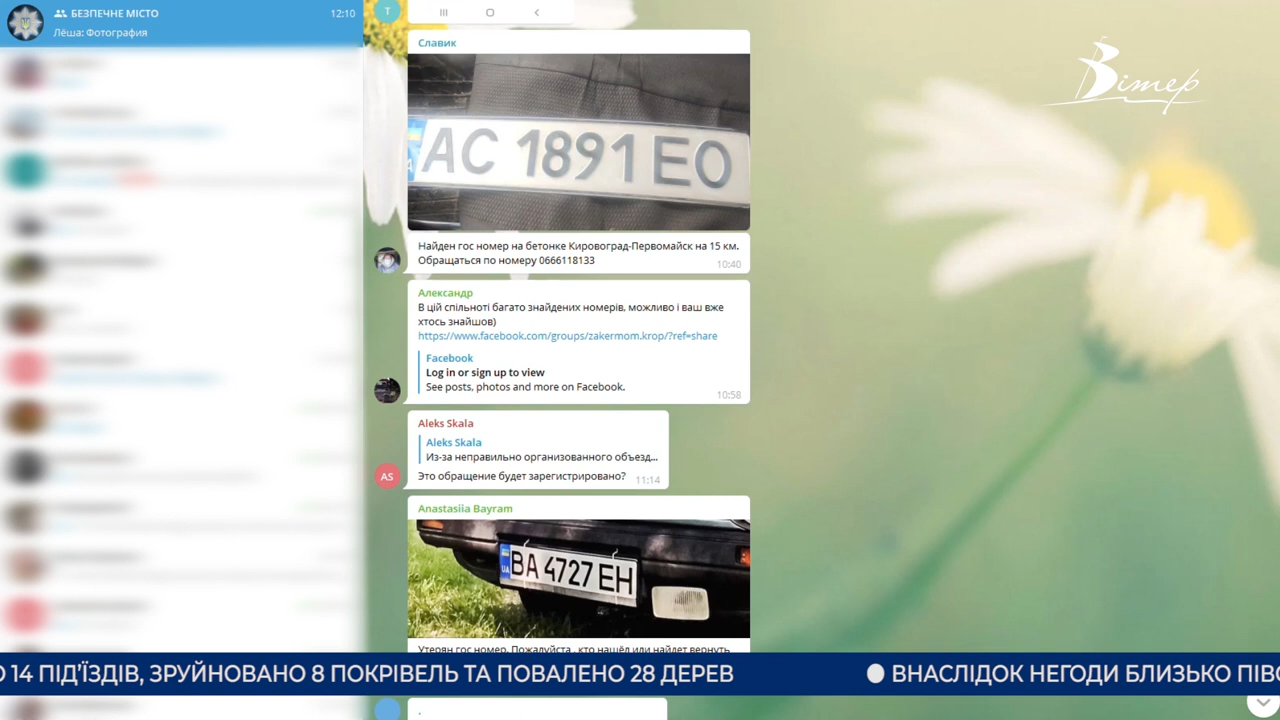 БЕЗПЕЧНЕ МІСТО
12:10
Лёша: Фотография
T
Славик
AC 1891 EO
Найден гос номер на бетонке Кировоград-Первомайск на 15 км.
Обращаться по номеру 0666118133
10:40
Александр
В цій спільноті багато знайдених номерів, можливо і ваш вже
хтось знайшов)
https://www.facebook.com/groups/zakermom.krop/?ref=share
Facebook
Log in or sign up to view
See posts, photos and more on Facebook.
10:58
Aleks Skala
Aleks Skala
Из-за неправильно организованного объезд...
Это обращение будет зарегистрировано?
11:14
AS
Anastasiia Bayram
UA
BA 4727 EH
Утерян гос номер. Пожалуйста , кто нашёл или найдет вернуть
Вітер
14 ПІД'ЇЗДІВ, ЗРУЙНОВАНО 8 ПОКРІВЕЛЬ ТА ПОВАЛЕНО 28 ДЕРЕВ
ВНАСЛІДОК НЕГОДИ БЛИЗЬКО